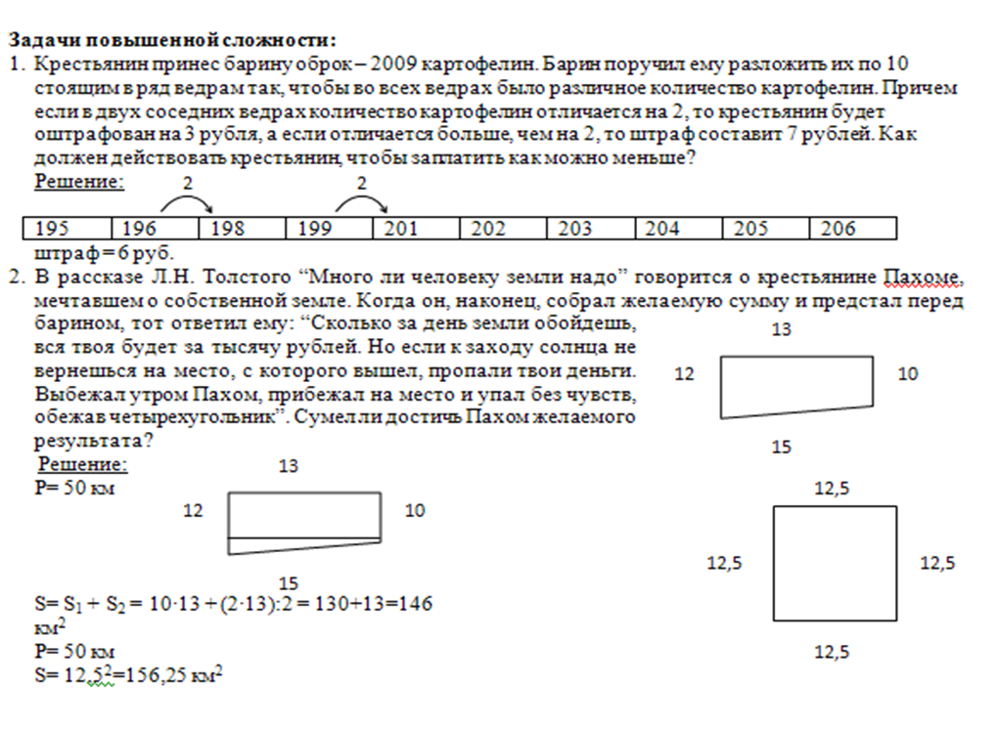 Задачи повышенной сложности:
1. Крестьянин принес барину оброк – 2009 картофелин. Барин поручил ему разложить их по 10
стоящим в ряд ведрам так, чтобы во всех ведрах было различное количество картофелин. Причем
если в двух соседних ведрах количество картофелин отличается на 2, то крестьянин будет
оштрафован на 3 рубля, а если отличается больше, чем на 2, то штраф составит 7 рублей. Как
должен действовать крестьянин, чтобы заплатить как можно меньше?
Решение: 2 2
195 196 198 199 201 202 203 204 205 206
штраф = 6 руб.
2. В рассказе Л.Н. Толстого “Много ли человеку земли надо” говорится о крестьянине Пахоме,
мечтавшем о собственной земле. Когда он, наконец, собрал желаемую сумму и предстал перед
барином, тот ответил ему: “Сколько за день земли обойдешь,
вся твоя будет за тысячу рублей. Но если к заходу солнца не
вернешься на место, с которого вышел, пропали твои деньги.
Выбежал утром Пахом, прибежал на место и упал без чувств,
обежав четырехугольник”. Сумел ли достичь Пахом желаемого
результата?
13
12 10
15
Решение:
P= 50 км
13
12 10
15
S= S₁ + S₂ = 10·13 + (2·13):2 = 130+13=146
км²
P= 50 км
S= 12,5²=156,25 км²
12,5
12,5 12,5
12,5